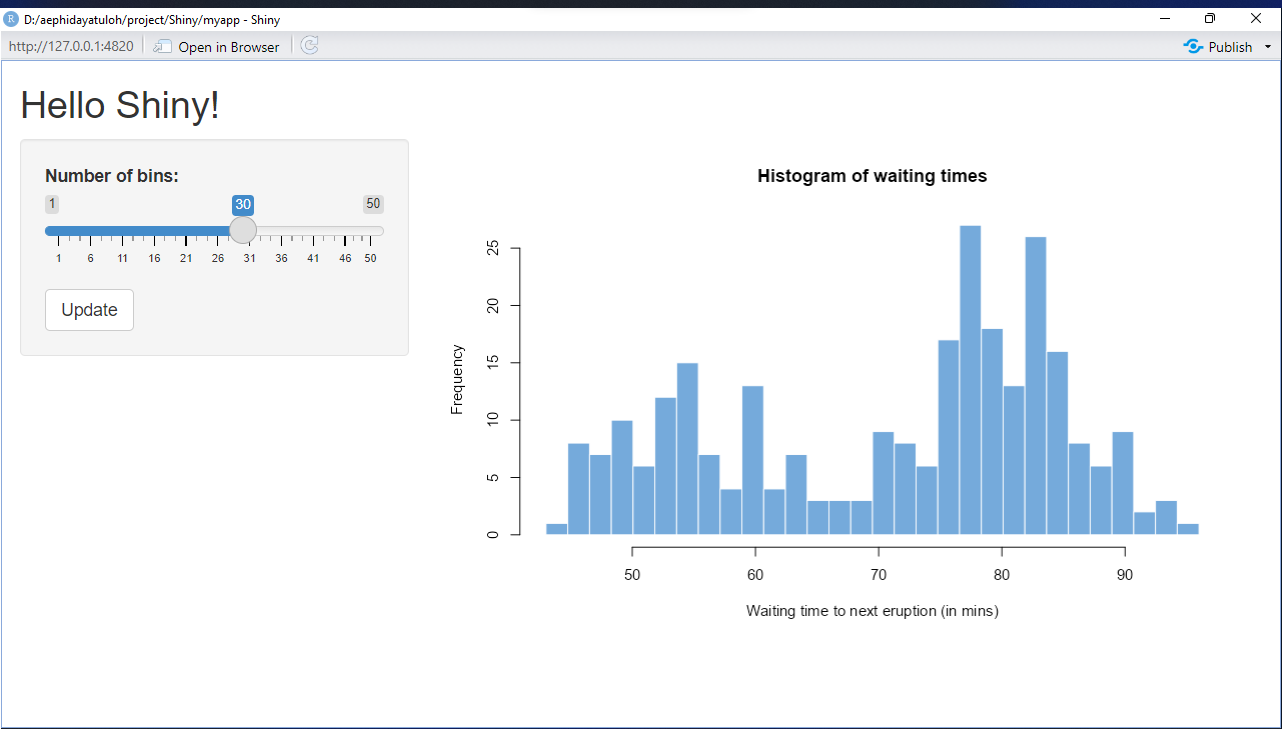 D:/aephidayatuloh/project/Shiny/myapp - Shiny
http://127.0.0.1:4820 Open in Browser Publish
Hello Shiny!
Number of bins:
1 30 50
1 6 11 16 21 26 31 36 41 46 50
Update
Histogram of waiting times
Frequency
25
20
15
10
5
0
50 60 70 80 90
Waiting time to next eruption (in mins)